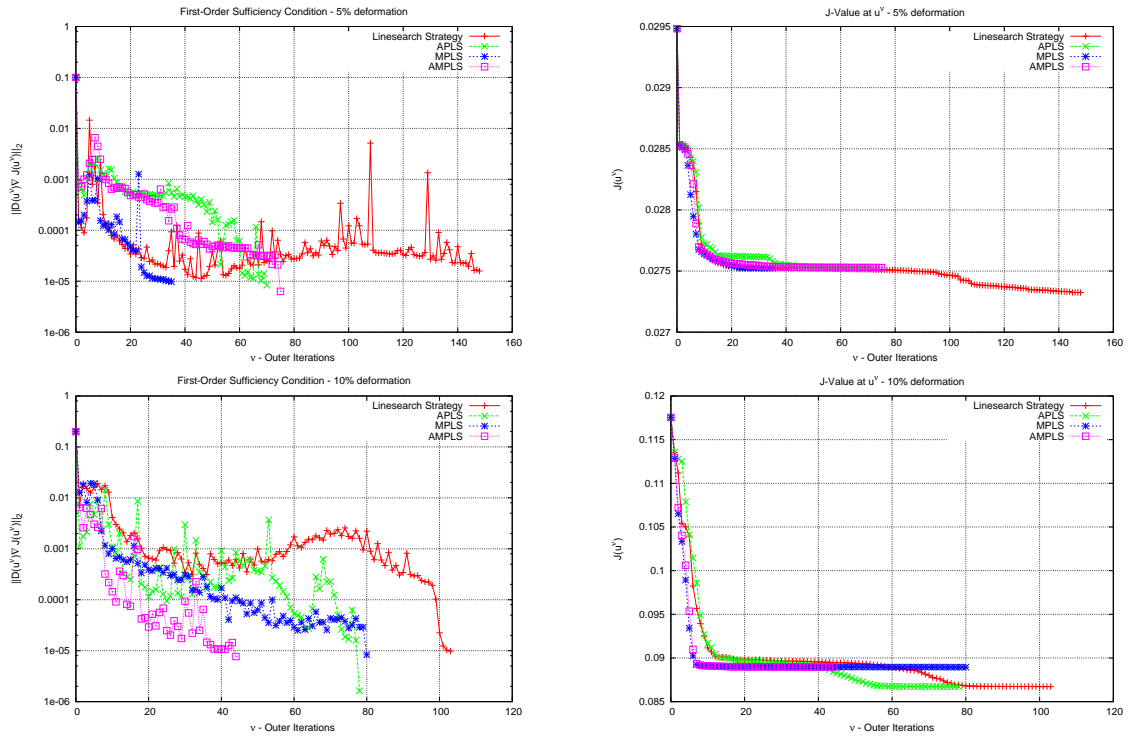 First-Order Sufficiency Condition - 5% deformation
||D(u^ν)∇ J(u^ν)||_2
1
0.1
0.01
0.001
0.0001
1e-05
1e-06
0 20 40 60 80 100 120 140 160
ν - Outer Iterations
Linesearch Strategy
APLS
MPLS
AMPLS
J-Value at u^ν - 5% deformation
J(u^ν)
0.0295
0.029
0.0285
0.028
0.0275
0.027
0 20 40 60 80 100 120 140 160
ν - Outer Iterations
Linesearch Strategy
APLS
MPLS
AMPLS
First-Order Sufficiency Condition - 10% deformation
||D(u^ν)∇ J(u^ν)||_2
1
0.1
0.01
0.001
0.0001
1e-05
1e-06
0 20 40 60 80 100 120
ν - Outer Iterations
Linesearch Strategy
APLS
MPLS
AMPLS
J-Value at u^ν - 10% deformation
J(u^ν)
0.12
0.115
0.11
0.105
0.1
0.095
0.09
0.085
0 20 40 60 80 100 120
ν - Outer Iterations
Linesearch Strategy
APLS
MPLS
AMPLS